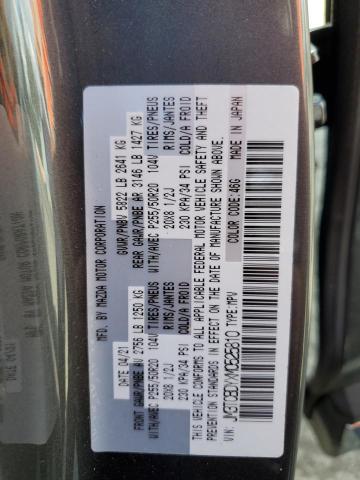 MFD. BY MAZDA MOTOR CORPORATION
DATE: 04/21 GVWR/PNBV 5822 LB 2641 KG
FRONT GAWR/PNBE AV 2756 LB 1250 KG REAR GAWR/PNBE AR 3146 LB 1427 KG
WITH/AVEC P255/50R20 104V TIRES/PNEUS WITH/AVEC P255/50R20 104V TIRES/PNEUS
20X8 1/2J RIMS/JANTES 20X8 1/2J RIMS/JANTES
230 KPA/34 PSI COLD/A FROID 230 KPA/34 PSI COLD/A FROID
THIS VEHICLE CONFORMS TO ALL APPLICABLE FEDERAL MOTOR VEHICLE SAFETY AND THEFT
PREVENTION STANDARDS IN EFFECT ON THE DATE OF MANUFACTURE SHOWN ABOVE.
TYPE: MPV COLOR CODE: 46G MADE IN JAPAN